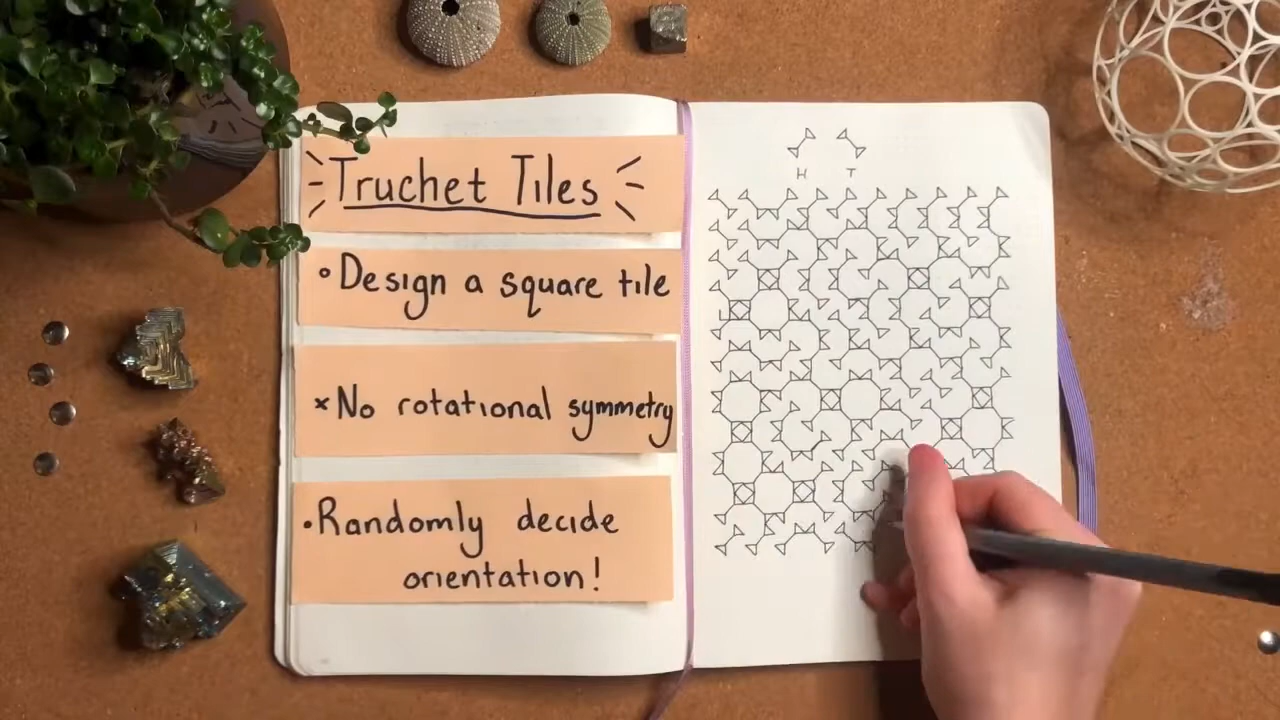 Truchet Tiles
° Design a square tile
× No rotational symmetry
• Randomly decide
orientation!
H T